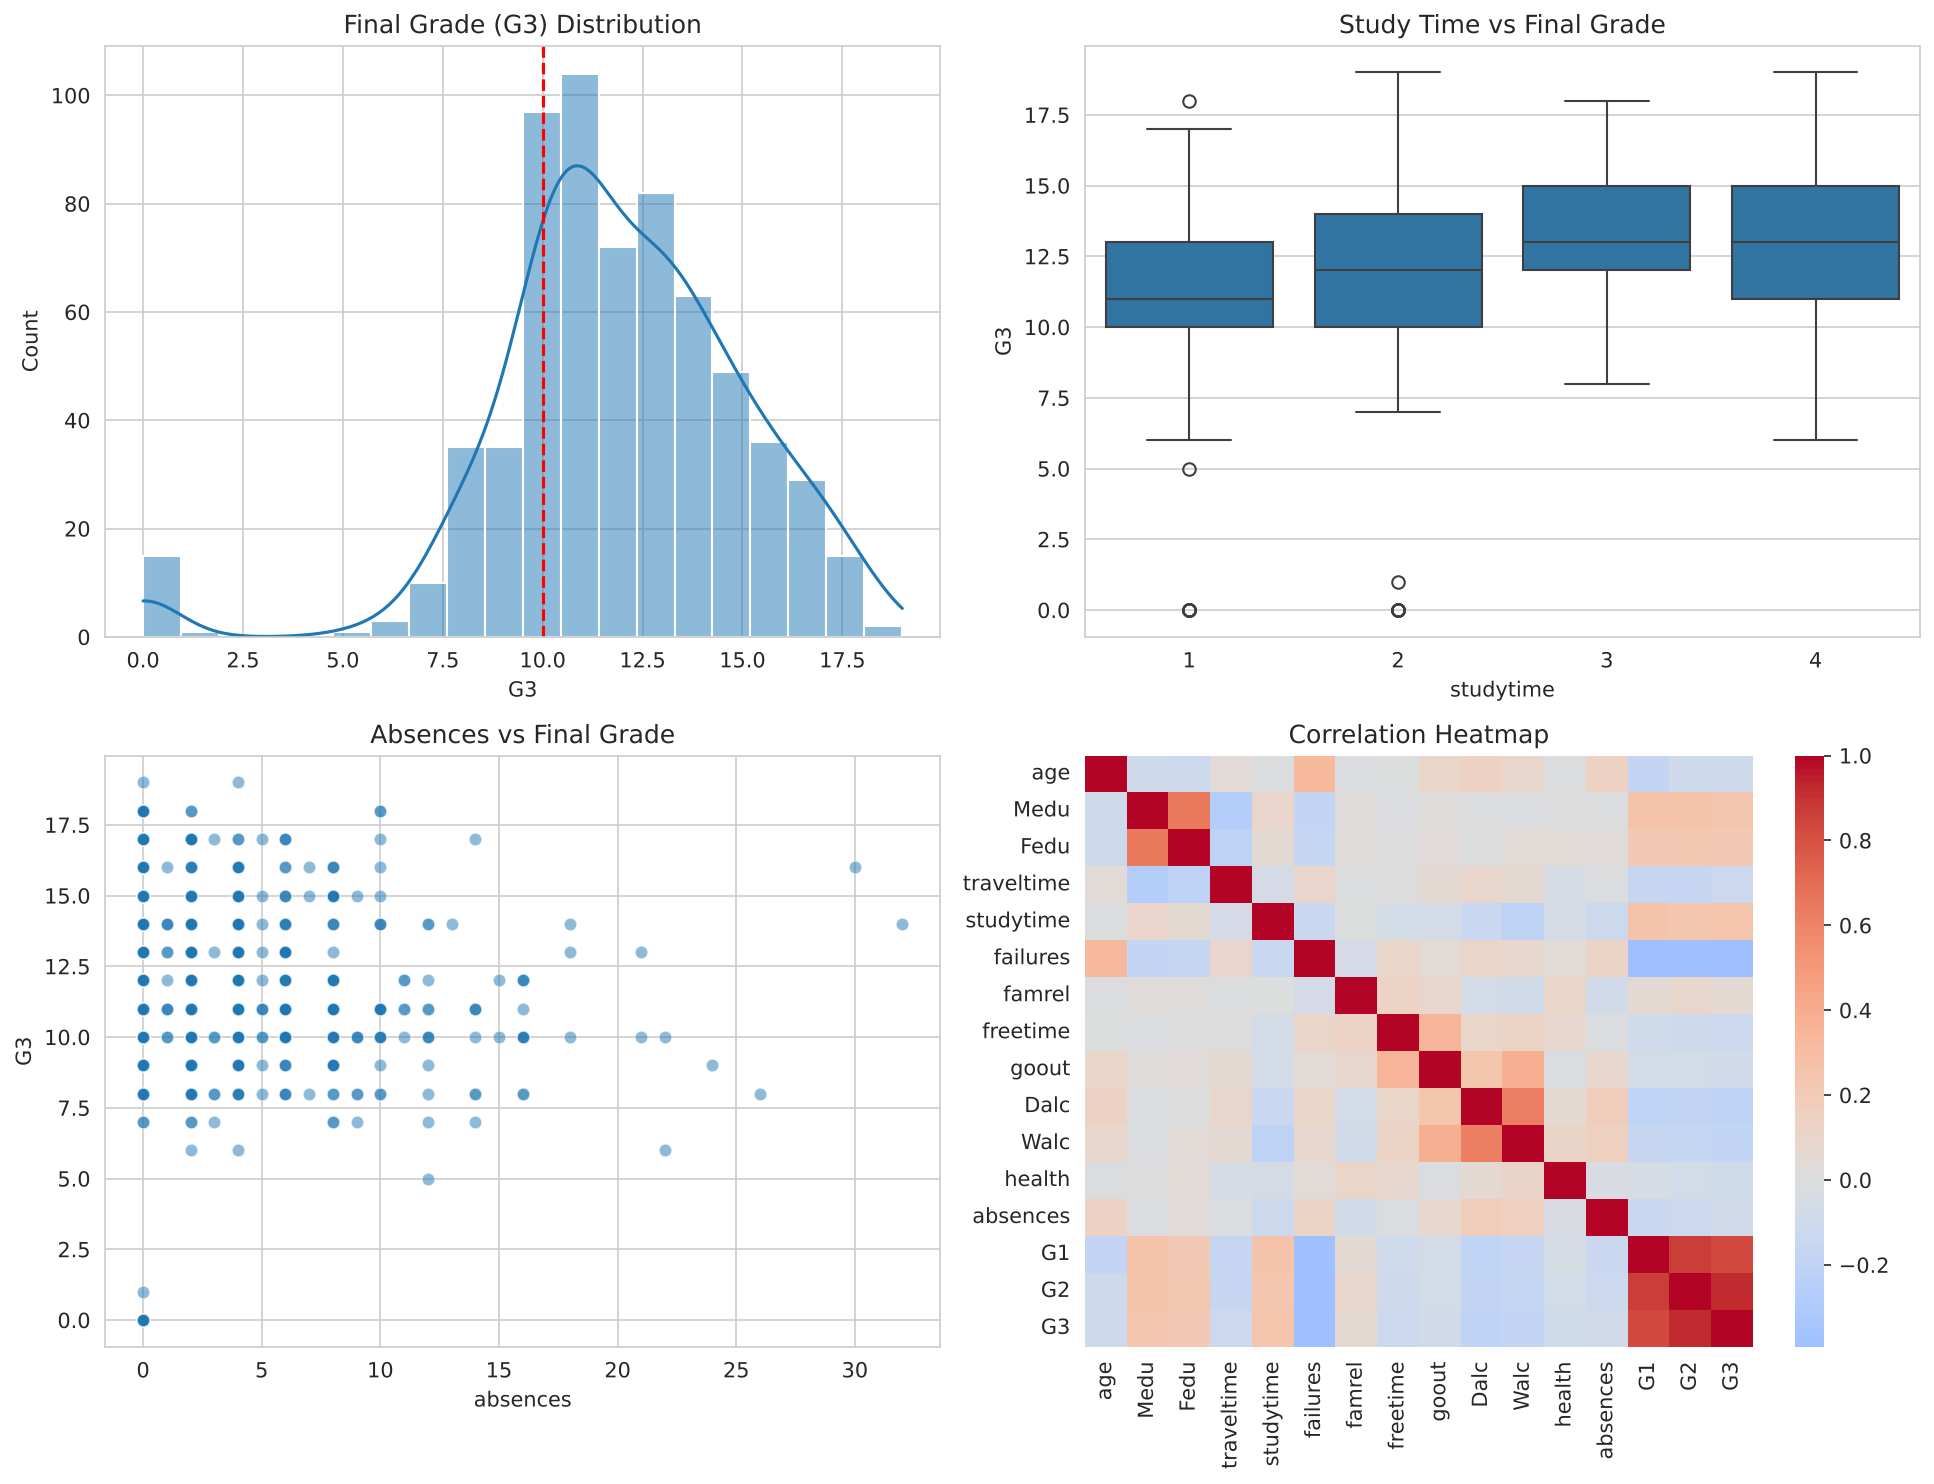 Final Grade (G3) Distribution
100
80
60
40
20
0
Count
0.0 2.5 5.0 7.5 10.0 12.5 15.0 17.5
G3
Study Time vs Final Grade
17.5
15.0
12.5
10.0
7.5
5.0
2.5
0.0
G3
1 2 3 4
studytime
Absences vs Final Grade
17.5
15.0
12.5
10.0
7.5
5.0
2.5
0.0
G3
0 5 10 15 20 25 30
absences
Correlation Heatmap
age
Medu
Fedu
traveltime
studytime
failures
famrel
freetime
goout
Dalc
Walc
health
absences
G1
G2
G3
age Medu Fedu traveltime studytime failures famrel freetime goout Dalc Walc health absences G1 G2 G3
1.0
0.8
0.6
0.4
0.2
0.0
−0.2